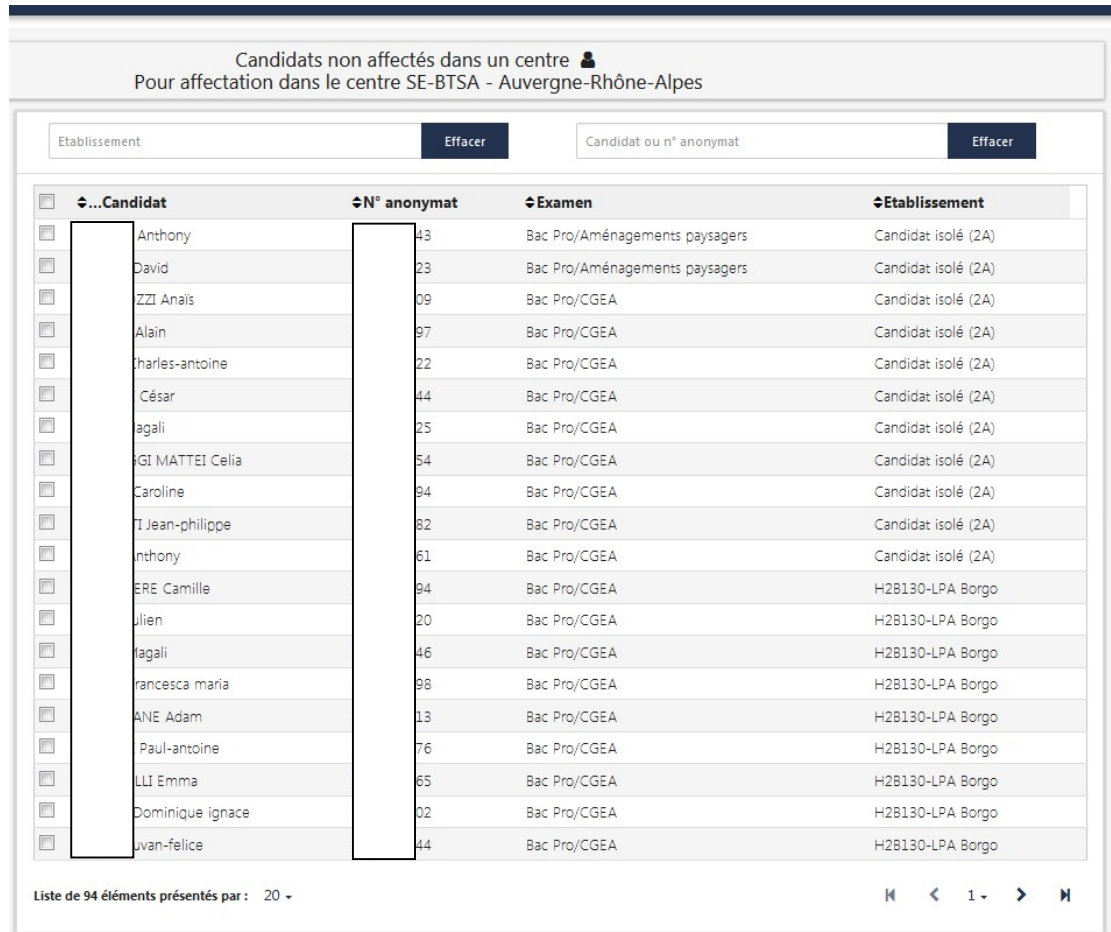 Candidats non affectés dans un centre
Pour affectation dans le centre SE-BTSA - Auvergne-Rhône-Alpes
Etablissement Effacer Candidat ou n° anonymat Effacer
...Candidat N° anonymat Examen Etablissement
Anthony 43 Bac Pro/Aménagements paysagers Candidat isolé (2A)
David 23 Bac Pro/Aménagements paysagers Candidat isolé (2A)
ZZI Anaïs 09 Bac Pro/CGEA Candidat isolé (2A)
Alain 97 Bac Pro/CGEA Candidat isolé (2A)
Charles-antoine 22 Bac Pro/CGEA Candidat isolé (2A)
César 44 Bac Pro/CGEA Candidat isolé (2A)
agali 25 Bac Pro/CGEA Candidat isolé (2A)
GI MATTEI Celia 54 Bac Pro/CGEA Candidat isolé (2A)
Caroline 94 Bac Pro/CGEA Candidat isolé (2A)
TI Jean-philippe 82 Bac Pro/CGEA Candidat isolé (2A)
nthony 61 Bac Pro/CGEA Candidat isolé (2A)
ERE Camille 94 Bac Pro/CGEA H2B130-LPA Borgo
ulien 20 Bac Pro/CGEA H2B130-LPA Borgo
Magali 46 Bac Pro/CGEA H2B130-LPA Borgo
rancesca maria 98 Bac Pro/CGEA H2B130-LPA Borgo
ANE Adam 13 Bac Pro/CGEA H2B130-LPA Borgo
Paul-antoine 76 Bac Pro/CGEA H2B130-LPA Borgo
LLI Emma 65 Bac Pro/CGEA H2B130-LPA Borgo
Dominique ignace 02 Bac Pro/CGEA H2B130-LPA Borgo
uvan-felice 44 Bac Pro/CGEA H2B130-LPA Borgo
Liste de 94 éléments présentés par : 20 1